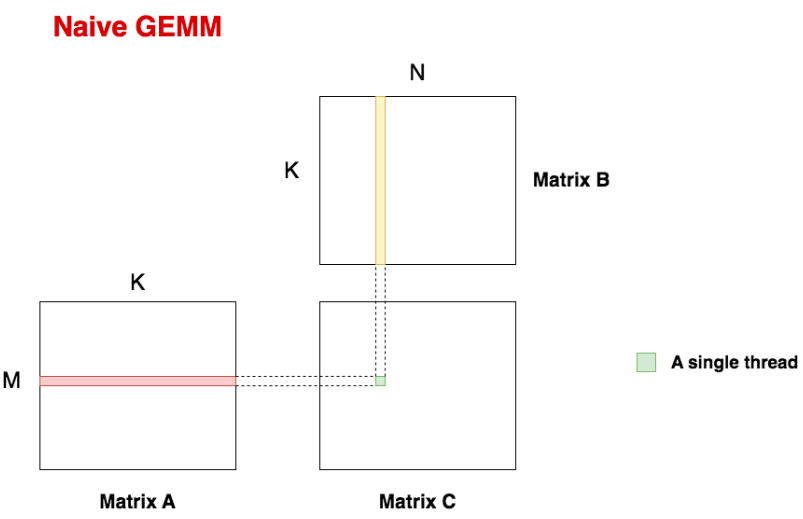 Naive GEMM
N
K
Matrix B
K
A single thread
M
Matrix A
Matrix C